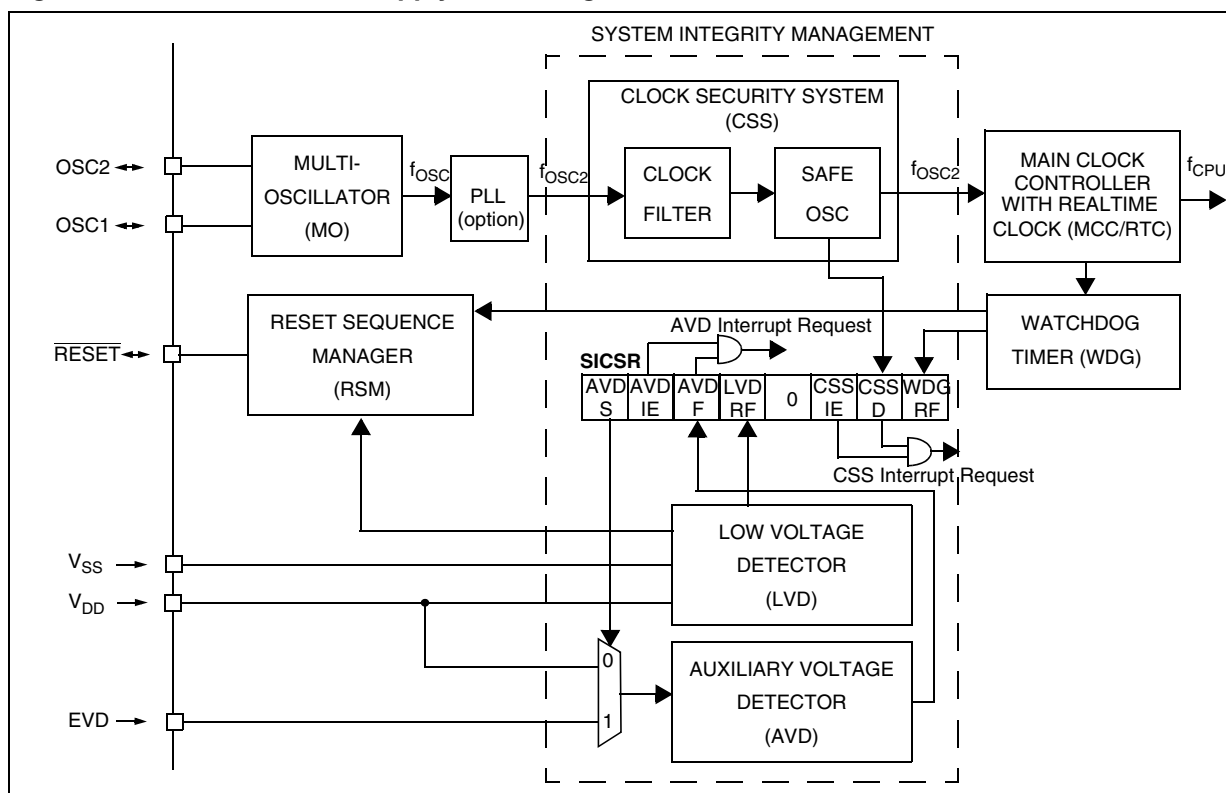 SYSTEM INTEGRITY MANAGEMENT
CLOCK SECURITY SYSTEM
(CSS)
OSC2
OSC1
MULTI-
OSCILLATOR
(MO)
fOSC
PLL
(option)
fOSC2
CLOCK
FILTER
SAFE
OSC
fOSC2
MAIN CLOCK
CONTROLLER
WITH REALTIME
CLOCK (MCC/RTC)
fCPU
RESET
RESET SEQUENCE
MANAGER
(RSM)
AVD Interrupt Request
WATCHDOG
TIMER (WDG)
SICSR
AVD AVD AVD LVD 0 CSS CSS WDG
S IE F RF IE D RF
CSS Interrupt Request
LOW VOLTAGE
DETECTOR
(LVD)
VSS
VDD
0
1
AUXILIARY VOLTAGE
DETECTOR
(AVD)
EVD